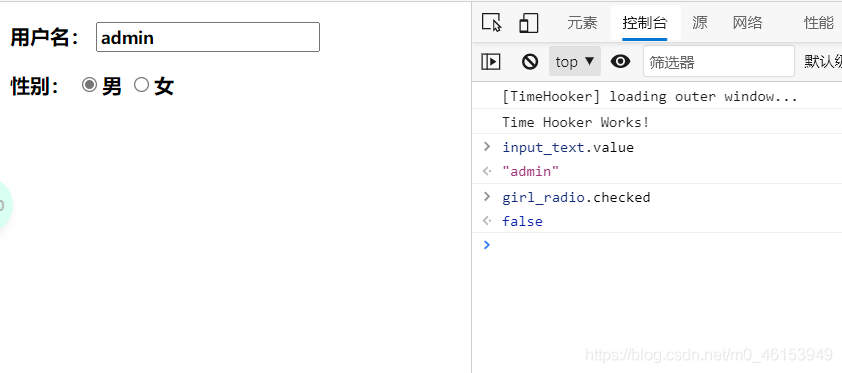 用户名： admin
性别： 男 女
元素 控制台 源 网络 性能
top ▼ 筛选器 默认级
[TimeHooker] loading outer window...
Time Hooker Works!
> input_text.value
"admin"
> girl_radio.checked
false
>
https://blog.csdn.net/m0_46153949